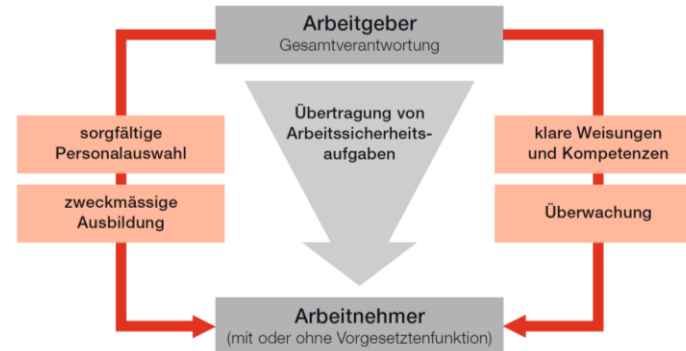 Arbeitgeber
Gesamtverantwortung
Übertragung von
Arbeitssicherheits-
aufgaben
sorgfältige
Personalauswahl
zweckmässige
Ausbildung
klare Weisungen
und Kompetenzen
Überwachung
Arbeitnehmer
(mit oder ohne Vorgesetztenfunktion)